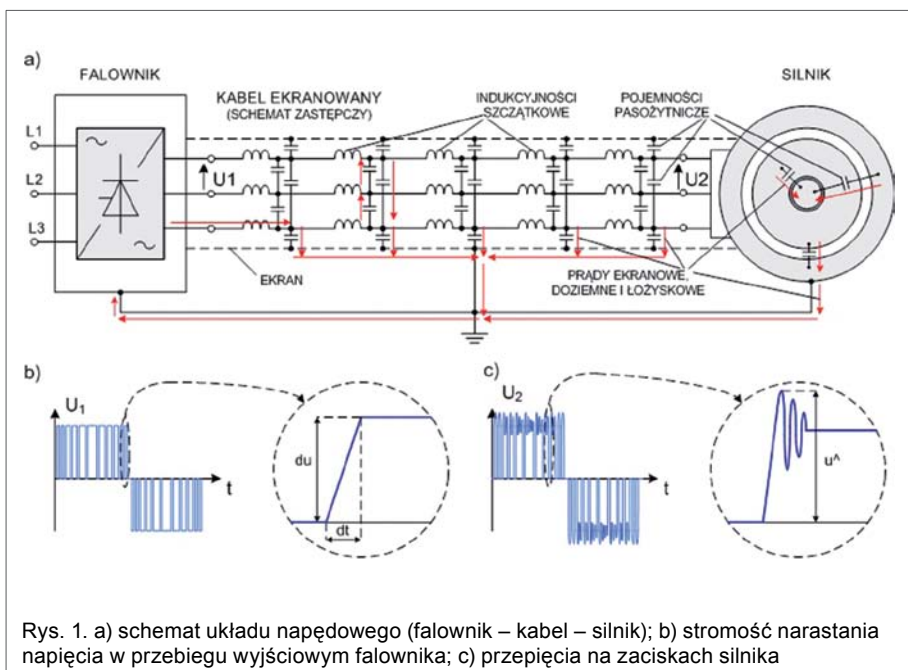 a)
FALOWNIK
SILNIK
KABEL EKRANOWANY
(SCHEMAT ZASTĘPCZY)
INDUKCYJNOŚCI
SZCZĄTKOWE
POJEMNOŚCI
PASOŻYTNICZE
L1
L2
L3
U1
U2
EKRAN
PRĄDY EKRANOWE,
DOZIEMNE I ŁOŻYSKOWE
b)
U1
t
du
dt
c)
U2
t
u^
Rys. 1. a) schemat układu napędowego (falownik – kabel – silnik); b) stromość narastania
napięcia w przebiegu wyjściowym falownika; c) przepięcia na zaciskach silnika